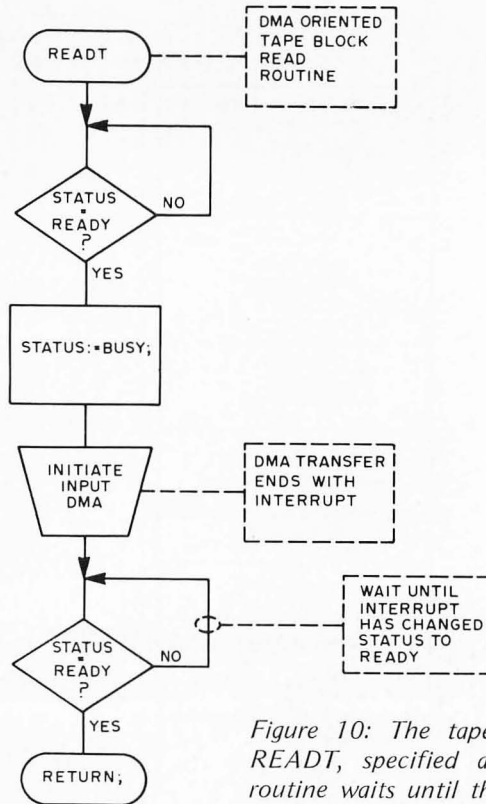 READT
DMA ORIENTED
TAPE BLOCK
READ
ROUTINE
STATUS
=
READY
?
NO
YES
STATUS:=BUSY;
INITIATE
INPUT
DMA
DMA TRANSFER
ENDS WITH
INTERRUPT
STATUS
=
READY
?
NO
WAIT UNTIL
INTERRUPT
HAS CHANGED
STATUS TO
READY
YES
RETURN;
Figure 10: The tape
READT, specified a
routine waits until th